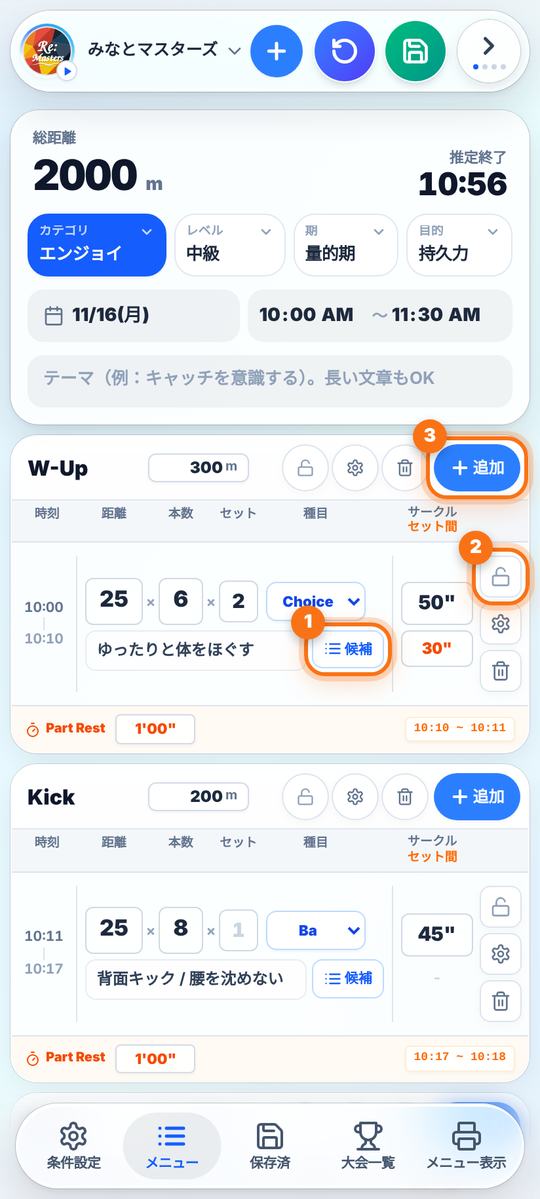 Re:
Masters
みなとマスターズ
総距離
2000 m
推定終了
10:56
カテゴリ
エンジョイ
レベル
中級
期
量的期
目的
持久力
11/16(月)
10:00 AM ～11:30 AM
テーマ（例：キャッチを意識する）。長い文章もOK
3
W-Up 300 m + 追加
時刻 距離 本数 セット 種目 サークル
セット間
2
10:00
10:10
25 × 6 × 2 Choice 50"
1
ゆったりと体をほぐす 候補 30"
Part Rest 1'00" 10:10 ~ 10:11
Kick 200 m + 追加
時刻 距離 本数 セット 種目 サークル
セット間
10:11
10:17
25 × 8 × 1 Ba 45"
背面キック / 腰を沈めない 候補 -
Part Rest 1'00" 10:17 ~ 10:18
条件設定 メニュー 保存済 大会一覧 メニュー表示